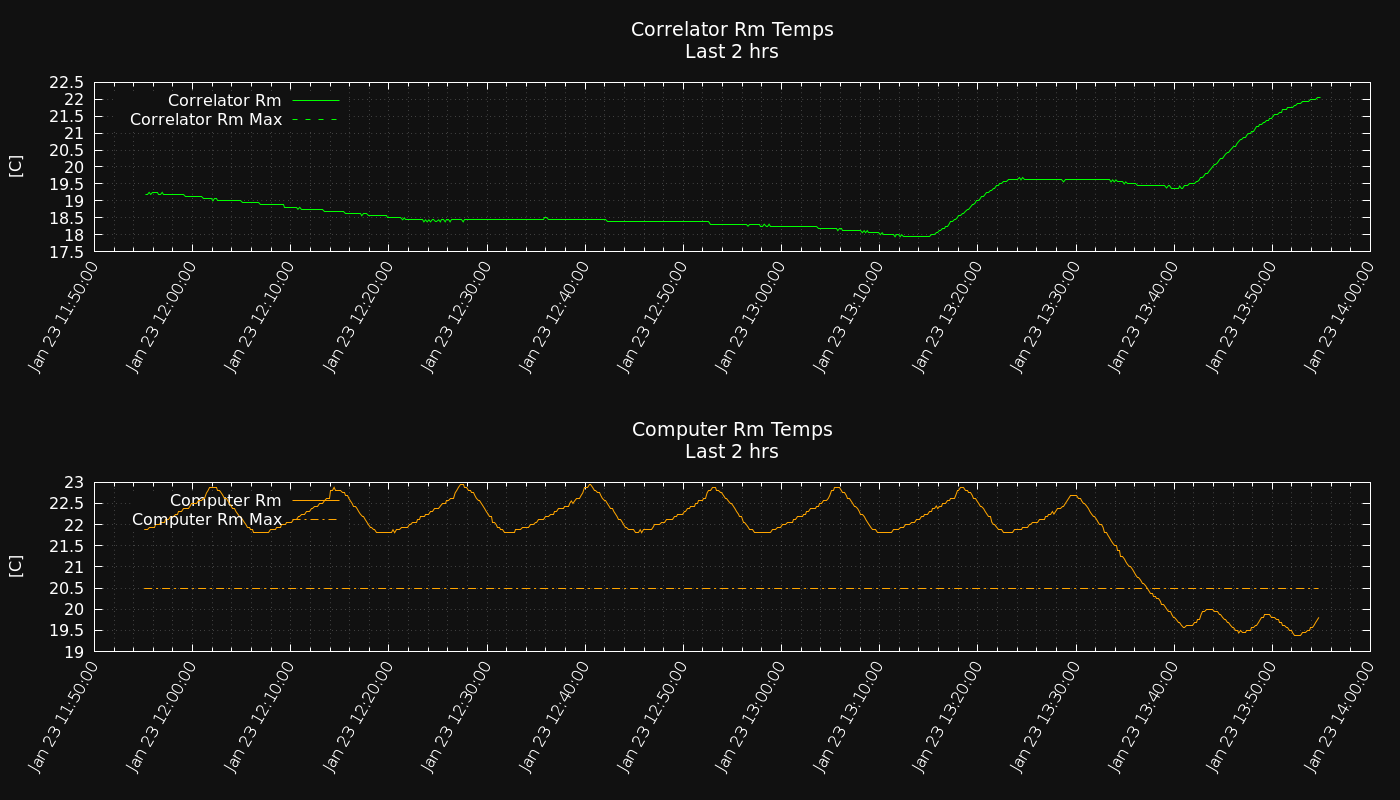 Correlator Rm Temps
Last 2 hrs
22.5
22
21.5
21
20.5
20
19.5
19
18.5
18
17.5
[C]
Correlator Rm
Correlator Rm Max
Jan 23 11:50:00
Jan 23 12:00:00
Jan 23 12:10:00
Jan 23 12:20:00
Jan 23 12:30:00
Jan 23 12:40:00
Jan 23 12:50:00
Jan 23 13:00:00
Jan 23 13:10:00
Jan 23 13:20:00
Jan 23 13:30:00
Jan 23 13:40:00
Jan 23 13:50:00
Jan 23 14:00:00
Computer Rm Temps
Last 2 hrs
23
22.5
22
21.5
21
20.5
20
19.5
19
[C]
Computer Rm
Computer Rm Max
Jan 23 11:50:00
Jan 23 12:00:00
Jan 23 12:10:00
Jan 23 12:20:00
Jan 23 12:30:00
Jan 23 12:40:00
Jan 23 12:50:00
Jan 23 13:00:00
Jan 23 13:10:00
Jan 23 13:20:00
Jan 23 13:30:00
Jan 23 13:40:00
Jan 23 13:50:00
Jan 23 14:00:00